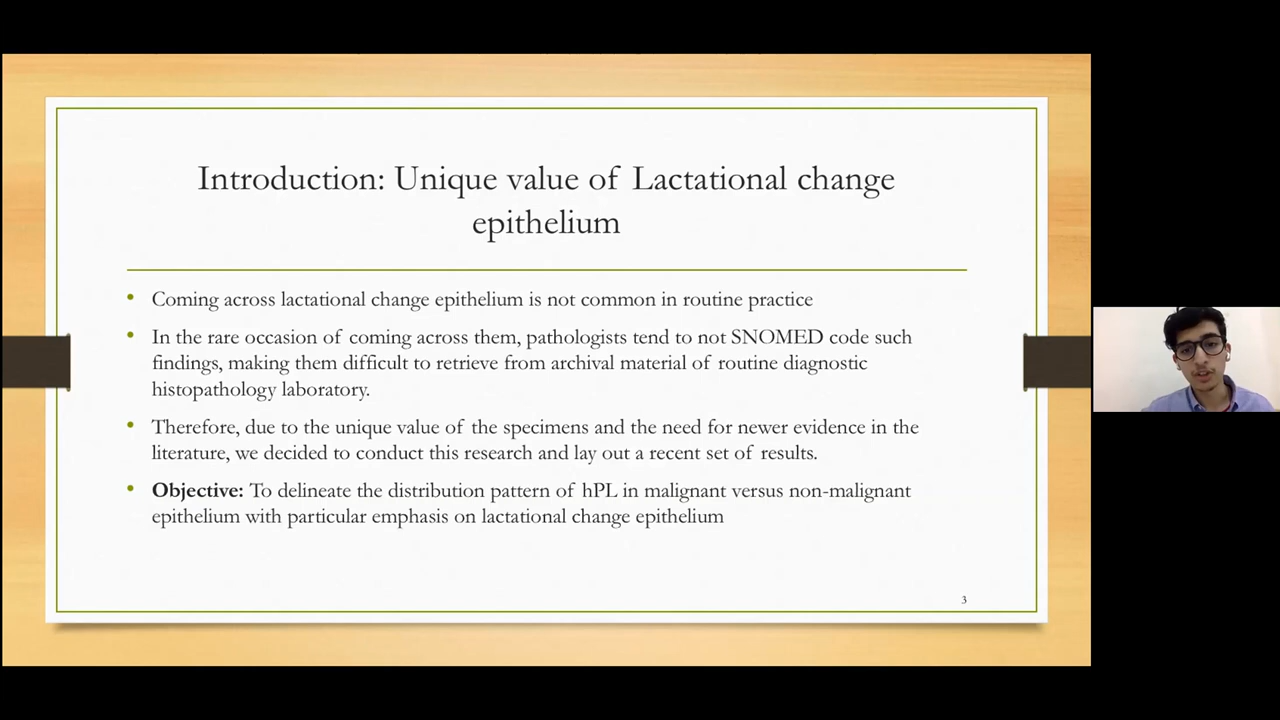 Introduction: Unique value of Lactational change
epithelium
• Coming across lactational change epithelium is not common in routine practice
• In the rare occasion of coming across them, pathologists tend to not SNOMED code such
findings, making them difficult to retrieve from archival material of routine diagnostic
histopathology laboratory.
• Therefore, due to the unique value of the specimens and the need for newer evidence in the
literature, we decided to conduct this research and lay out a recent set of results.
• Objective: To delineate the distribution pattern of hPL in malignant versus non-malignant
epithelium with particular emphasis on lactational change epithelium
3